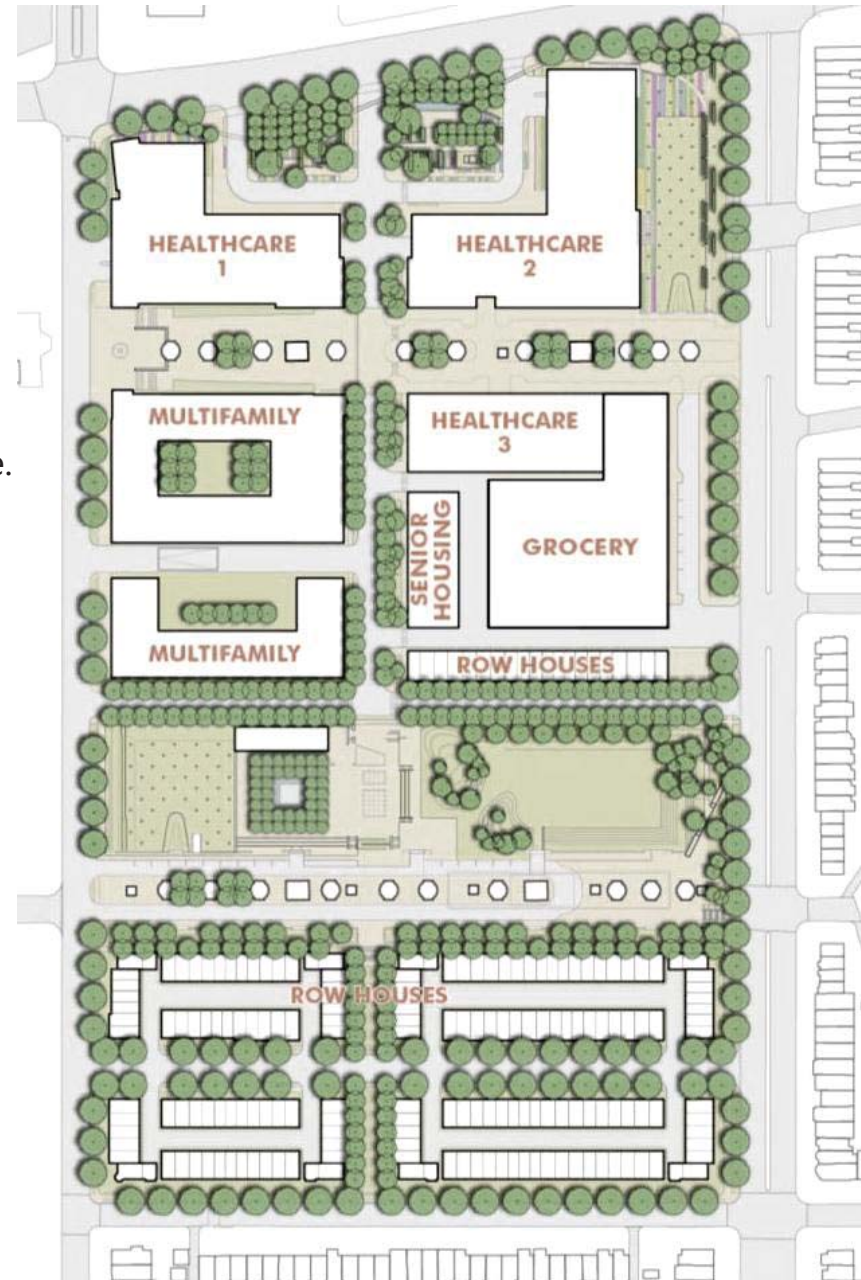 HEALTHCARE
1
HEALTHCARE
2
MULTIFAMILY
HEALTHCARE
3
e.
SENIOR
HOUSING
GROCERY
MULTIFAMILY
ROW HOUSES
ROW HOUSES